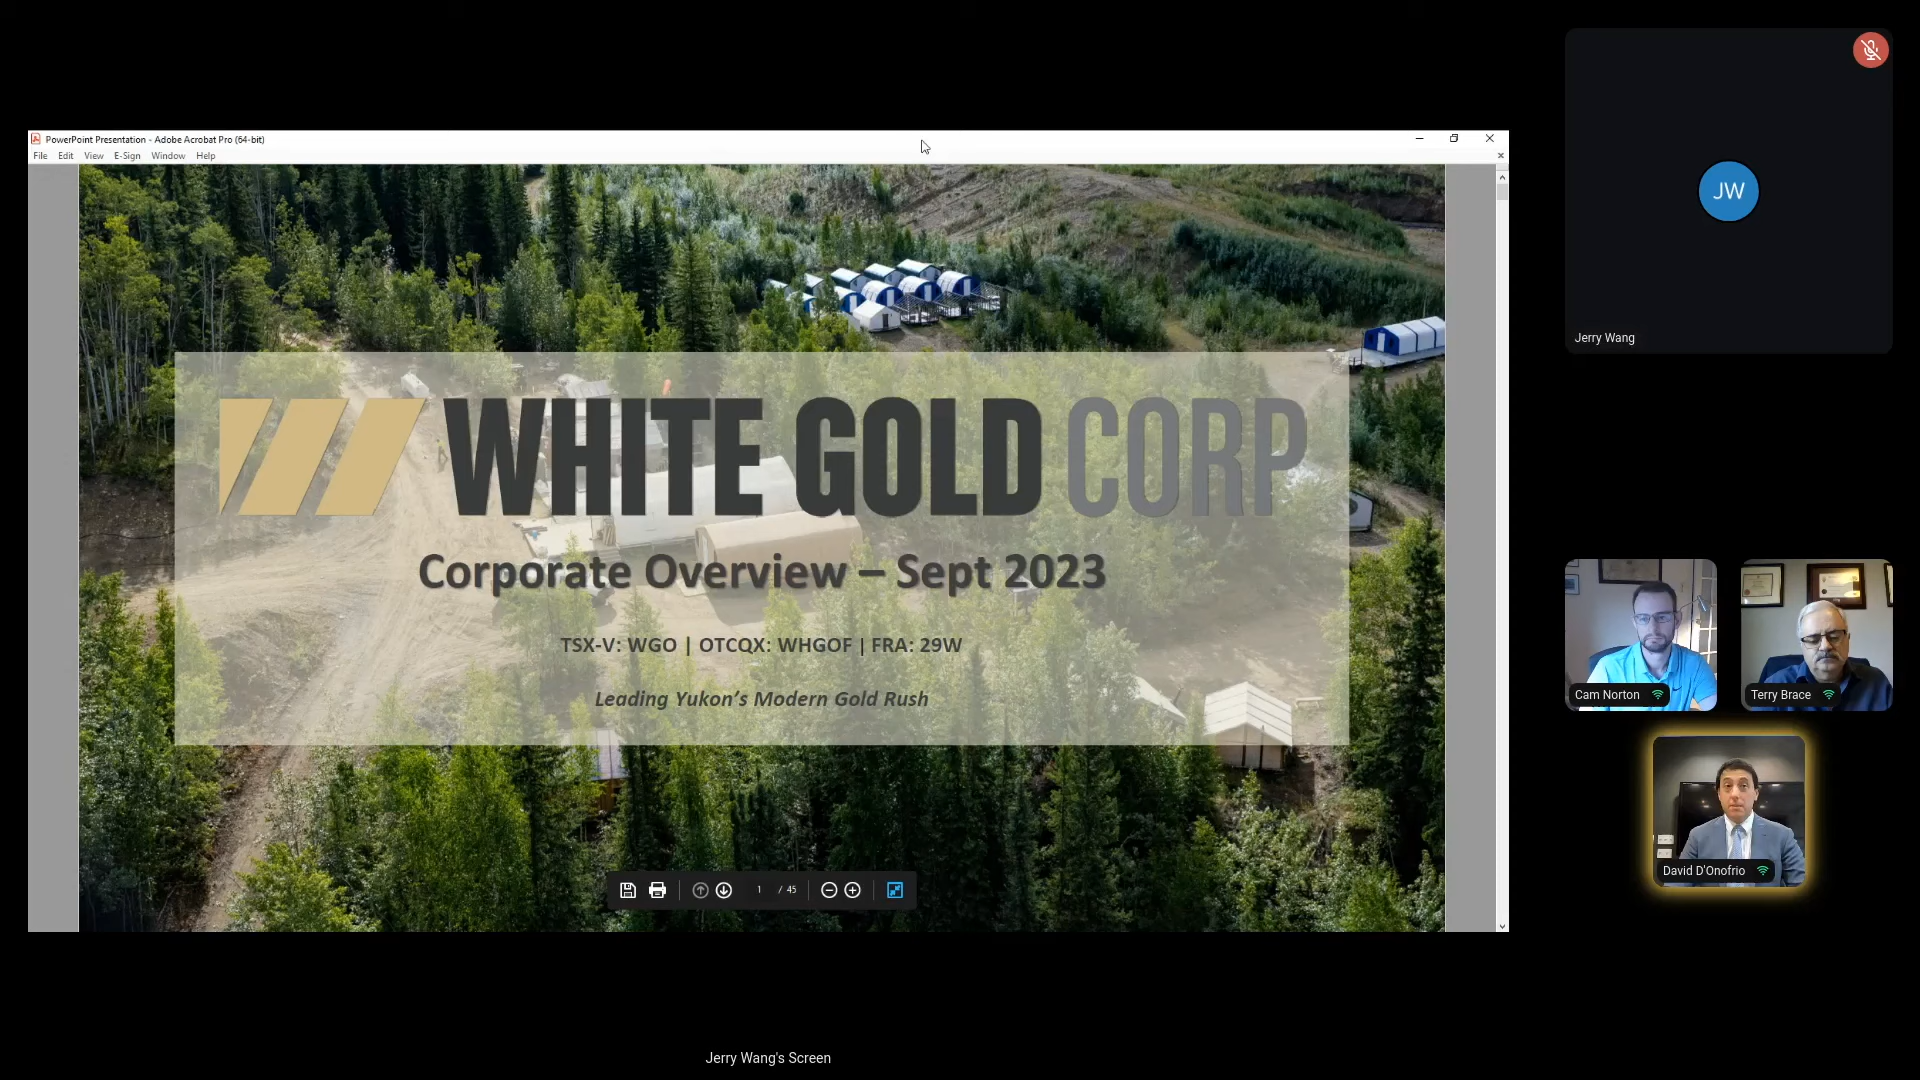 PowerPoint Presentation - Adobe Acrobat Pro (64-bit)
File Edit View E-Sign Window Help
WHITE GOLD CORP
Corporate Overview – Sept 2023
TSX-V: WGO | OTCQX: WHGOF | FRA: 29W
Leading Yukon's Modern Gold Rush
1 / 45
JW
Jerry Wang
Cam Norton
Terry Brace
David D'Onofrio
Jerry Wang's Screen